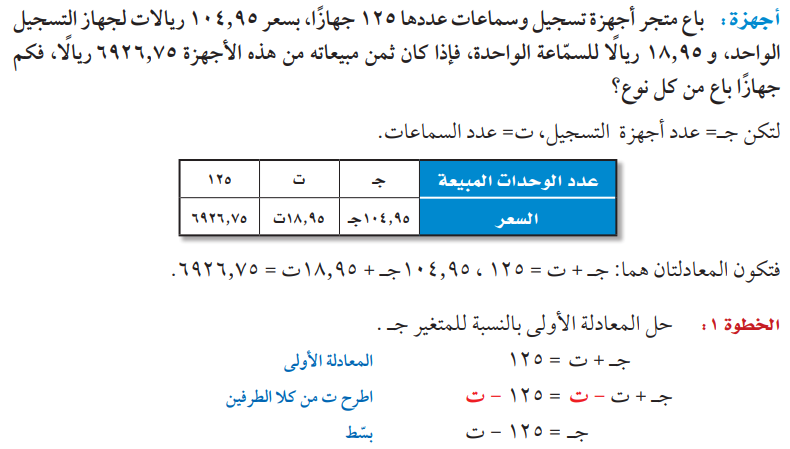 أجهزة: باع متجر أجهزة تسجيل وسماعات عددها ١٢٥ جهازًا، بسعر ١٠٤,٩٥ ريالات لجهاز التسجيل
الواحد، و ١٨,٩٥ ريالًا للسمّاعة الواحدة، فإذا كان ثمن مبيعاته من هذه الأجهزة ٦٩٢٦,٧٥ ريالًا، فكم
جهازًا باع من كل نوع؟
لتكن جـ= عدد أجهزة التسجيل، ت= عدد السماعات.
عدد الوحدات المبيعة جـ ت ١٢٥
السعر ١٠٤,٩٥جـ ١٨,٩٥ت ٦٩٢٦,٧٥
فتكون المعادلتان هما: جـ + ت = ١٢٥ ، ١٠٤,٩٥جـ + ١٨,٩٥ت = ٦٩٢٦,٧٥.
الخطوة ١: حل المعادلة الأولى بالنسبة للمتغير جـ .
جـ + ت = ١٢٥ المعادلة الأولى
جـ + ت – ت = ١٢٥ – ت اطرح ت من كلا الطرفين
جـ = ١٢٥ – ت بسّط